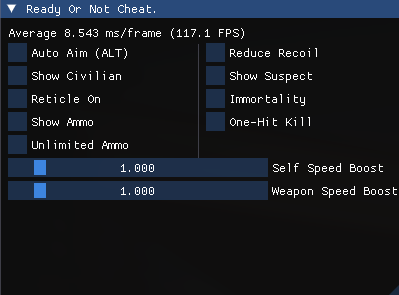 Ready Or Not Cheat.
Average 8.543 ms/frame (117.1 FPS)
Auto Aim (ALT)
Reduce Recoil
Show Civilian
Show Suspect
Reticle On
Immortality
Show Ammo
One-Hit Kill
Unlimited Ammo
1.000 Self Speed Boost
1.000 Weapon Speed Boost